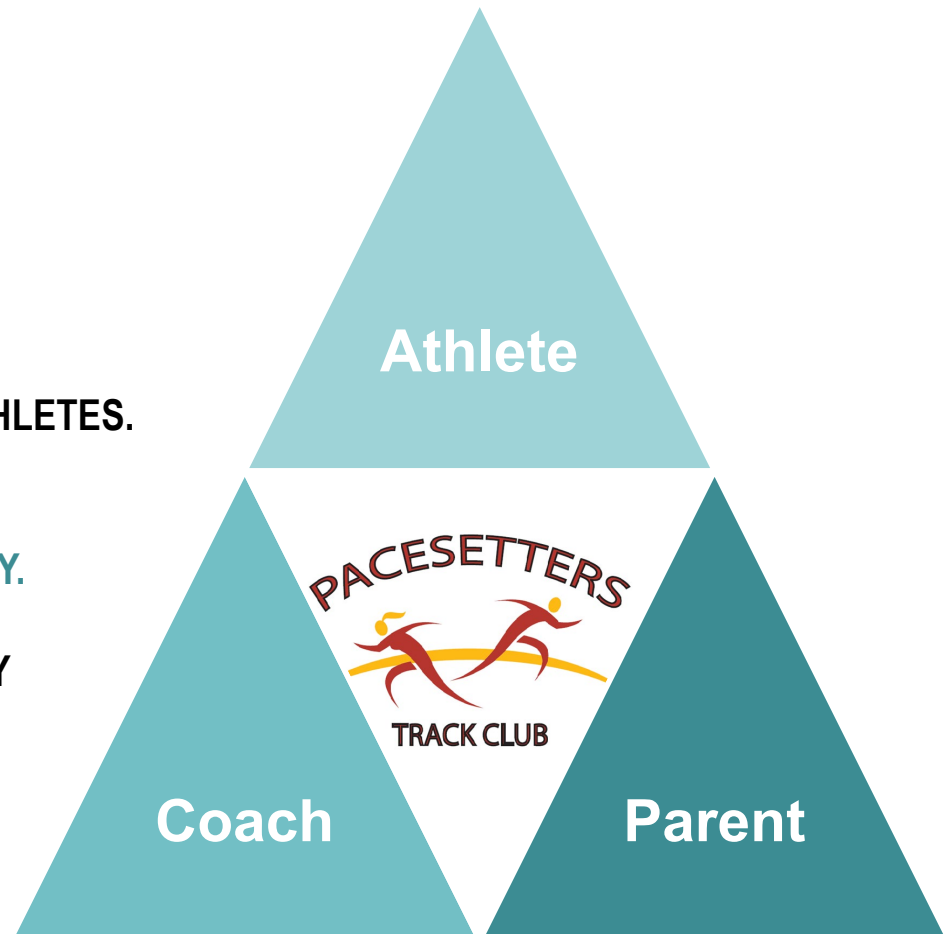 Athlete
HLETES.
Y.
Y
PACESETTERS
TRACK CLUB
Coach
Parent